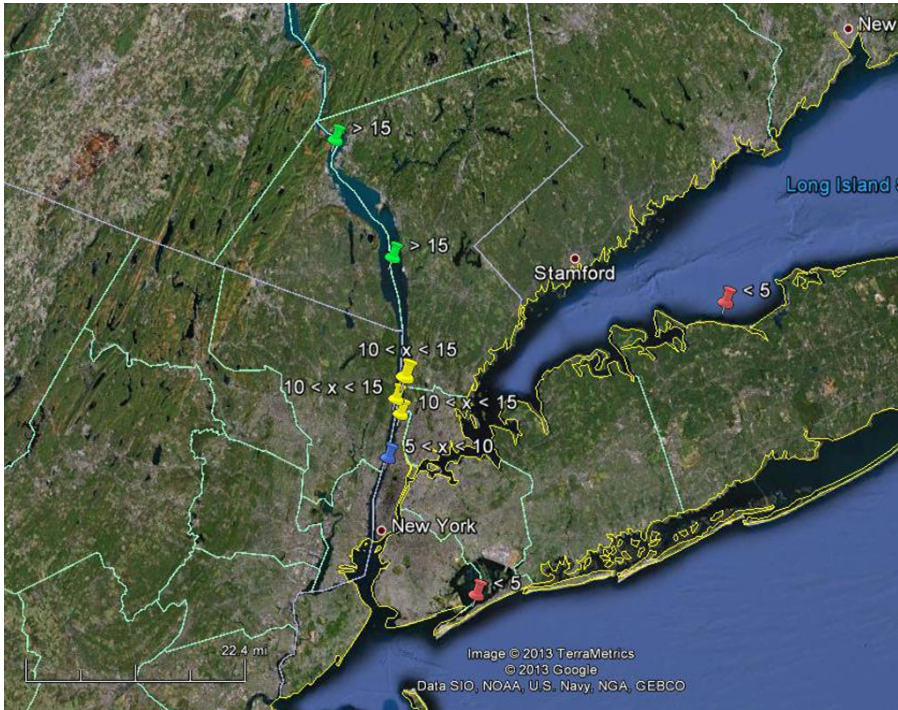 New
> 15
Long Island S
> 15
Stamford
< 5
10 < x < 15
10 < x < 15
10 < x < 15
5 < x < 10
New York
< 5
22.4 mi
Image © 2013 TerraMetrics
© 2013 Google
Data SIO, NOAA, U.S. Navy, NGA, GEBCO